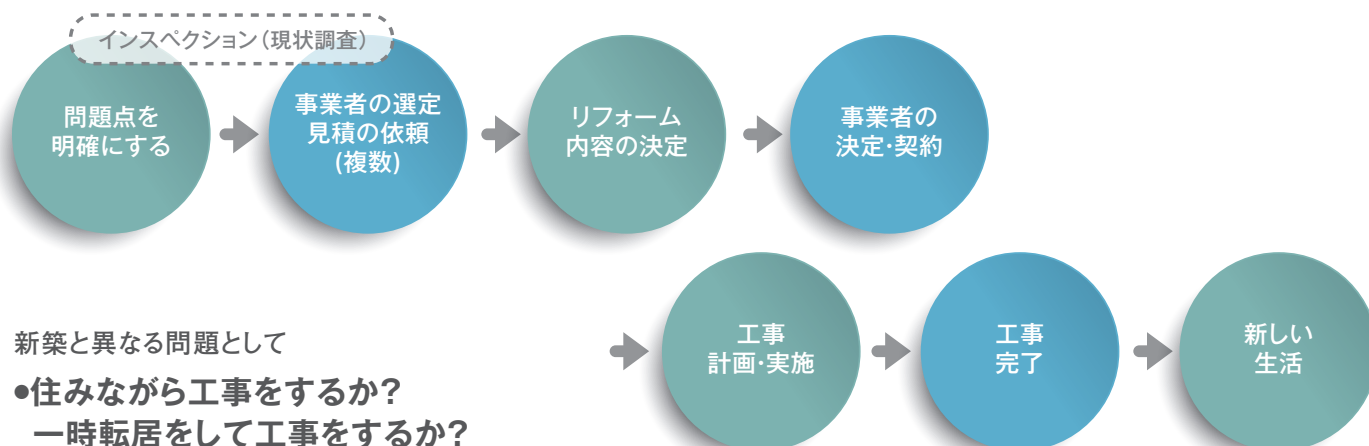 インスペクション（現状調査）
問題点を
明確にする
事業者の選定
見積の依頼
(複数)
リフォーム
内容の決定
事業者の
決定・契約
工事
計画・実施
工事
完了
新しい
生活
新築と異なる問題として
●住みながら工事をするか？
一時転居をして工事をするか？